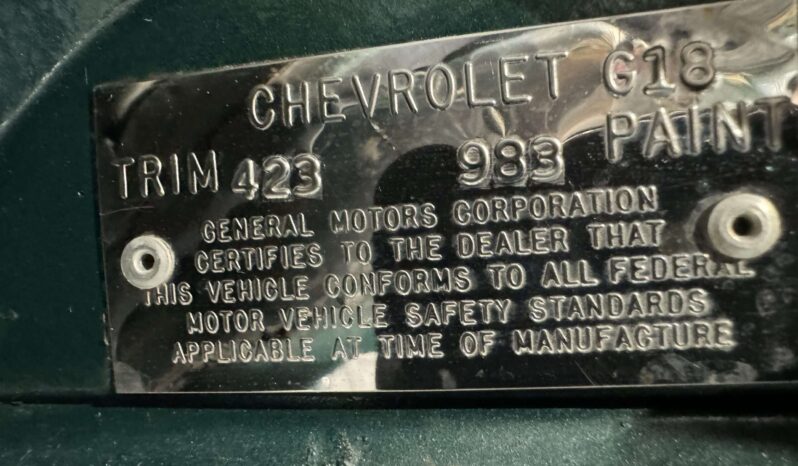 CHEVROLET G18
TRIM 423 983 PAINT
GENERAL MOTORS CORPORATION
CERTIFIES TO THE DEALER THAT
THIS VEHICLE CONFORMS TO ALL FEDERAL
MOTOR VEHICLE SAFETY STANDARDS
APPLICABLE AT TIME OF MANUFACTURE